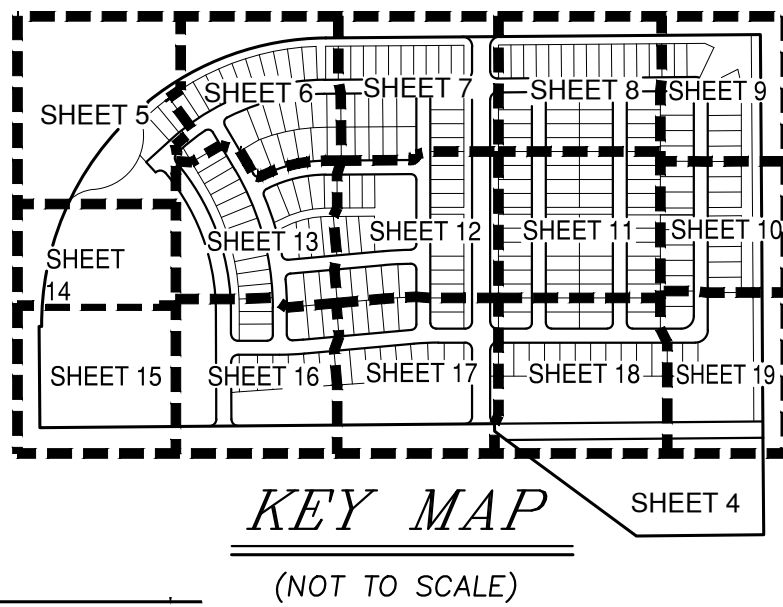 SHEET 5
SHEET 6
SHEET 7
SHEET 8
SHEET 9
SHEET
14
SHEET 13
SHEET 12
SHEET 11
SHEET 10
SHEET 15
SHEET 16
SHEET 17
SHEET 18
SHEET 19
SHEET 4
KEY MAP
(NOT TO SCALE)